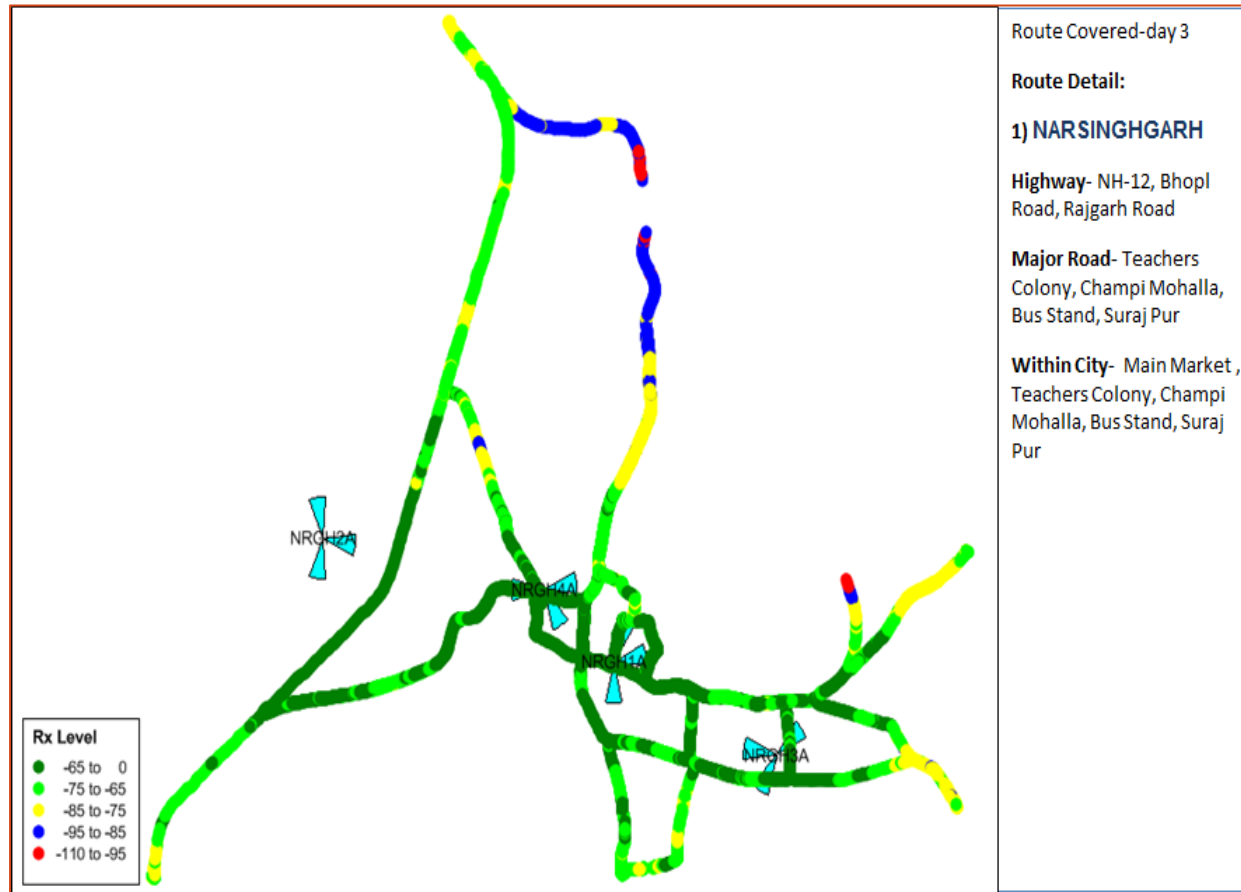 Route Covered-day 3
Route Detail:
1) NARSINGHGARH
Highway- NH-12, Bhopl
Road, Rajgarh Road
Major Road- Teachers
Colony, Champi Mohalla,
Bus Stand, Suraj Pur
Within City- Main Market ,
Teachers Colony, Champi
Mohalla, Bus Stand, Suraj
Pur
NRGH2A
NRGH4A
NRGH1A
NRGH3A
Rx Level
-65 to 0
-75 to -65
-85 to -75
-95 to -85
-110 to -95